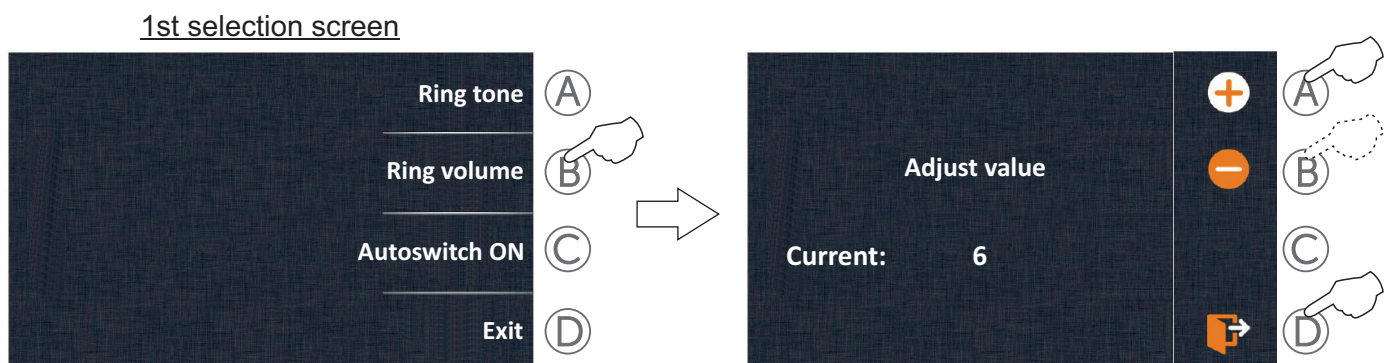 1st selection screen
Ring tone A
Ring volume B
Autoswitch ON C
Exit D
A
Adjust value B
Current: 6 C
D